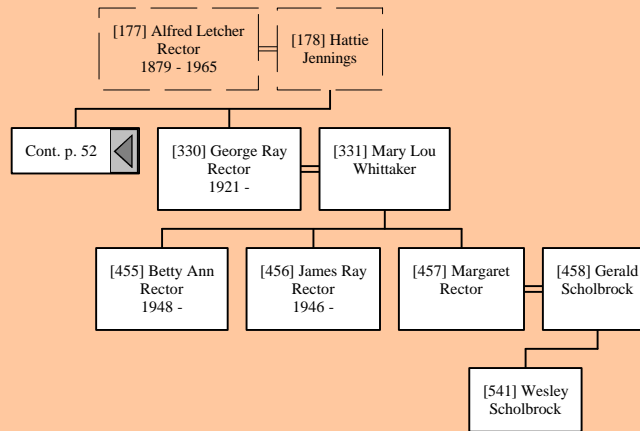 [177] Alfred Letcher
Rector
1879 - 1965
[178] Hattie
Jennings
Cont. p. 52
[330] George Ray
Rector
1921 -
[331] Mary Lou
Whittaker
[455] Betty Ann
Rector
1948 -
[456] James Ray
Rector
1946 -
[457] Margaret
Rector
[458] Gerald
Scholbrock
[541] Wesley
Scholbrock